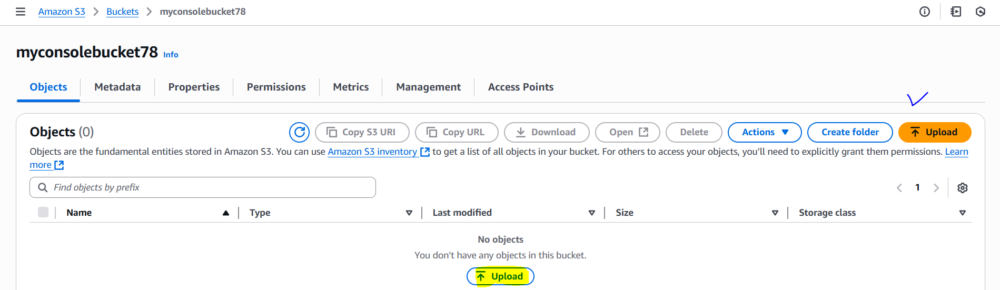 Amazon S3 > Buckets > myconsolebucket78
myconsolebucket78 Info
Objects Metadata Properties Permissions Metrics Management Access Points
Objects (0) Copy S3 URI Copy URL Download Open Delete Actions Create folder Upload
Objects are the fundamental entities stored in Amazon S3. You can use Amazon S3 inventory to get a list of all objects in your bucket. For others to access your objects, you’ll need to explicitly grant them permissions. Learn
more
Find objects by prefix 1
Name Type Last modified Size Storage class
No objects
You don't have any objects in this bucket.
Upload